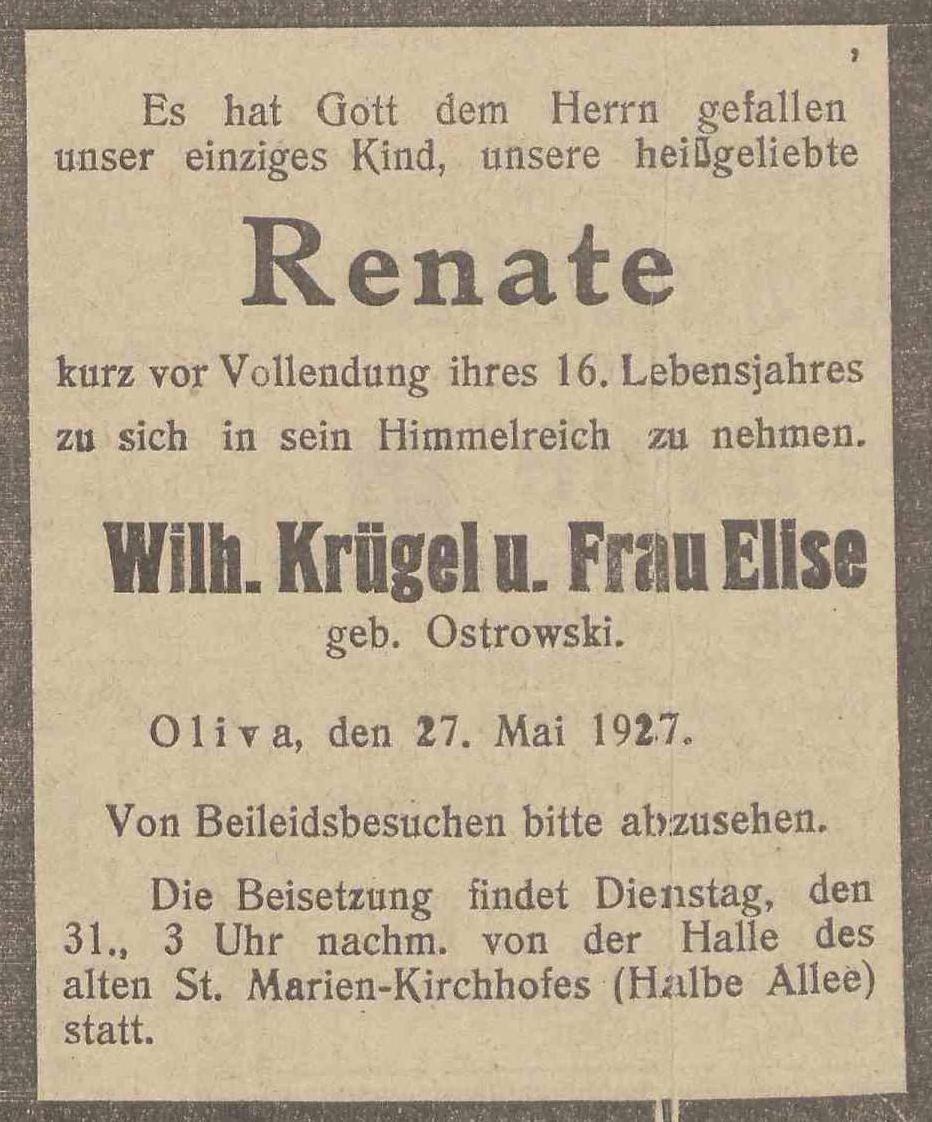 Es hat Gott dem Herrn gefallen
unser einziges Kind, unsere heißgeliebte
Renate
kurz vor Vollendung ihres 16. Lebensjahres
zu sich in sein Himmelreich zu nehmen.
Wilh. Krügel u. Frau Elise
geb. Ostrowski.
Oliva, den 27. Mai 1927.
Von Beileidsbesuchen bitte abzusehen.
Die Beisetzung findet Dienstag, den
31., 3 Uhr nachm. von der Halle des
alten St. Marien-Kirchhofes (Halbe Allee)
statt.